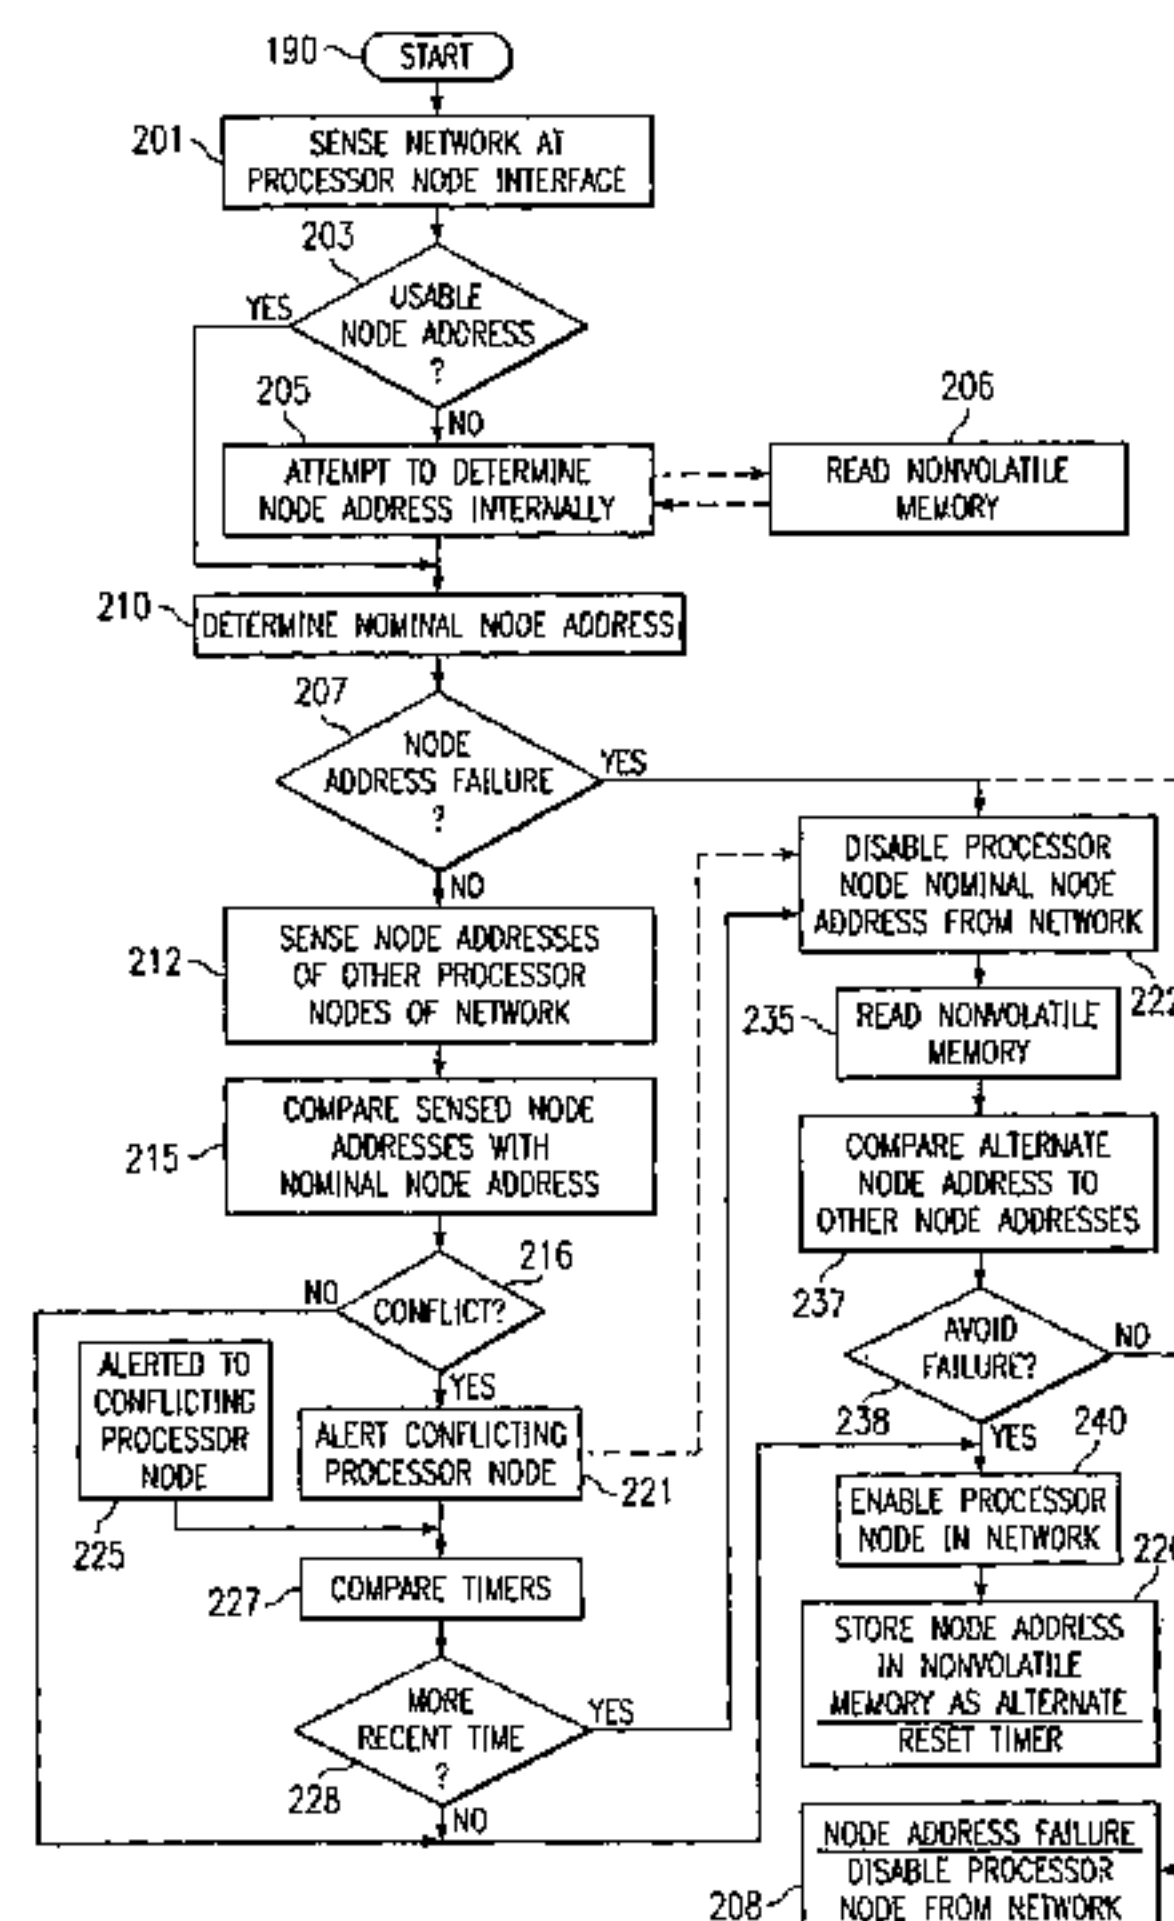 190
START
201
SENSE NETWORK AT
PROCESSOR NODE INTERFACE
203
YES
USABLE
NODE ADDRESS
?
NO
205
ATTEMPT TO DETERMINE
NODE ADDRESS INTERNALLY
206
READ NONVOLATILE
MEMORY
210
DETERMINE NOMINAL NODE ADDRESS
207
NODE
ADDRESS FAILURE
?
YES
NO
212
SENSE NODE ADDRESSES
OF OTHER PROCESSOR
NODES OF NETWORK
215
COMPARE SENSED NODE
ADDRESSES WITH
NOMINAL NODE ADDRESS
216
NO
CONFLICT?
YES
ALERTED TO
CONFLICTING
PROCESSOR
NODE
225
ALERT CONFLICTING
PROCESSOR NODE
221
227
COMPARE TIMERS
MORE
RECENT TIME
?
YES
228
NO
DISABLE PROCESSOR
NODE NOMINAL NODE
ADDRESS FROM NETWORK
222
235
READ NONVOLATILE
MEMORY
COMPARE ALTERNATE
NODE ADDRESS TO
OTHER NODE ADDRESSES
237
AVOID
FAILURE?
NO
238
YES
240
ENABLE PROCESSOR
NODE IN NETWORK
STORE NODE ADDRESS
IN NONVOLATILE
MEMORY AS ALTERNATE
RESET TIMER
NODE ADDRESS FAILURE
DISABLE PROCESSOR
NODE FROM NETWORK
208